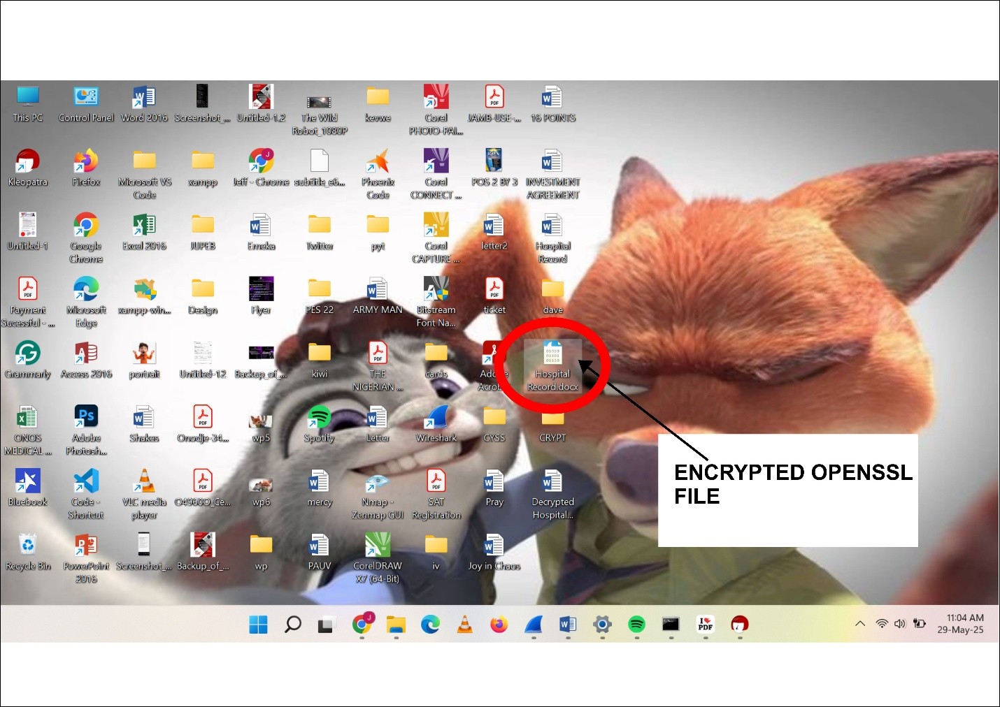 This PC
Control Panel
Word 2016
Screenshot_...
Untitled-1.2
The Wild
Robot_1080P
kevwe
Corel
PHOTO-PAI...
JAMB-USE-...
16 POINTS
Kleopatra
Firefox
Microsoft VS
Code
xampp
Jeff - Chrome
subtitle_e6...
Phoenix
Code
Corel
CONNECT ...
POS 2 BY 3
INVESTMENT
AGREEMENT
Untitled-1
Google
Chrome
Excel 2016
JUPEB
Emeka
Twitter
pyt
Corel
CAPTURE ...
letter2
Hospital
Record
Payment
Sucessful - ...
Microsoft
Edge
xampp-win...
Design
Flyer
PES 22
ARMY MAN
Bitstream
Font Na...
ticket
dave
Grammarly
Access 2016
portrait
Untitled-12
Backup_of_...
kiwi
THE
NIGERIAN ...
cards
Hospital
Record.docx
ONOS
MEDICAL ...
Adobe
Photosh...
Shakes
Onodje-34...
wp5
Spotify
Letter
Wireshark
CYSS
CRYPT
Bluebook
Code -
Shortcut
VLC media
player
O4960O_Ce...
wp6
mercy
Nmap -
Zenmap GUI
SAT
Registration
Pray
Decrypted
Hospital...
Recycle Bin
PowerPoint
2016
Screenshot_...
Backup_of_...
wp
PAUV
CorelDRAW
X7 (64-Bit)
iv
Joy in Chaos
ENCRYPTED OPENSSL
FILE
I PDF
11:04 AM
29-May-25